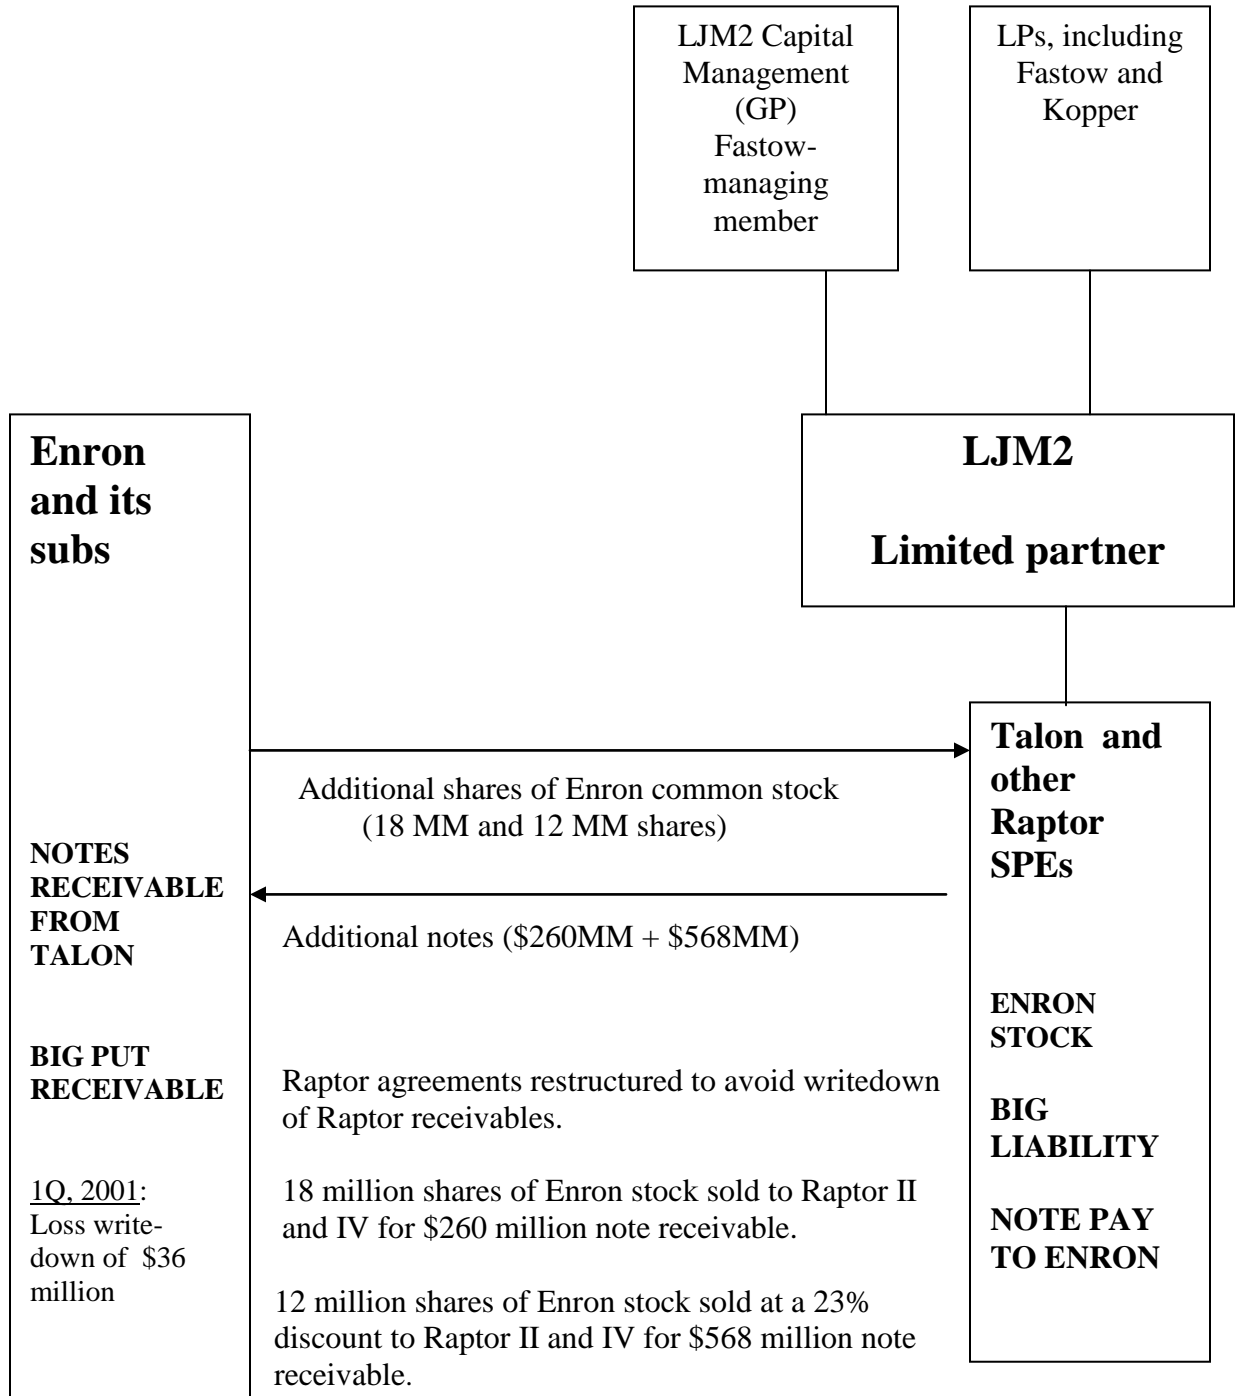 LJM2 Capital
Management
(GP)
Fastow-
managing
member
LPs, including
Fastow and
Kopper
Enron
and its
subs
LJM2
Limited partner
Talon and
other
Raptor
SPEs
Additional shares of Enron common stock
(18 MM and 12 MM shares)
NOTES
RECEIVABLE
FROM
TALON
Additional notes ($260MM + $568MM)
ENRON
STOCK
BIG PUT
RECEIVABLE
Raptor agreements restructured to avoid writedown
of Raptor receivables.
BIG
LIABILITY
1Q, 2001:
Loss write-
down of $36
million
18 million shares of Enron stock sold to Raptor II
and IV for $260 million note receivable.
NOTE PAY
TO ENRON
12 million shares of Enron stock sold at a 23%
discount to Raptor II and IV for $568 million note
receivable.